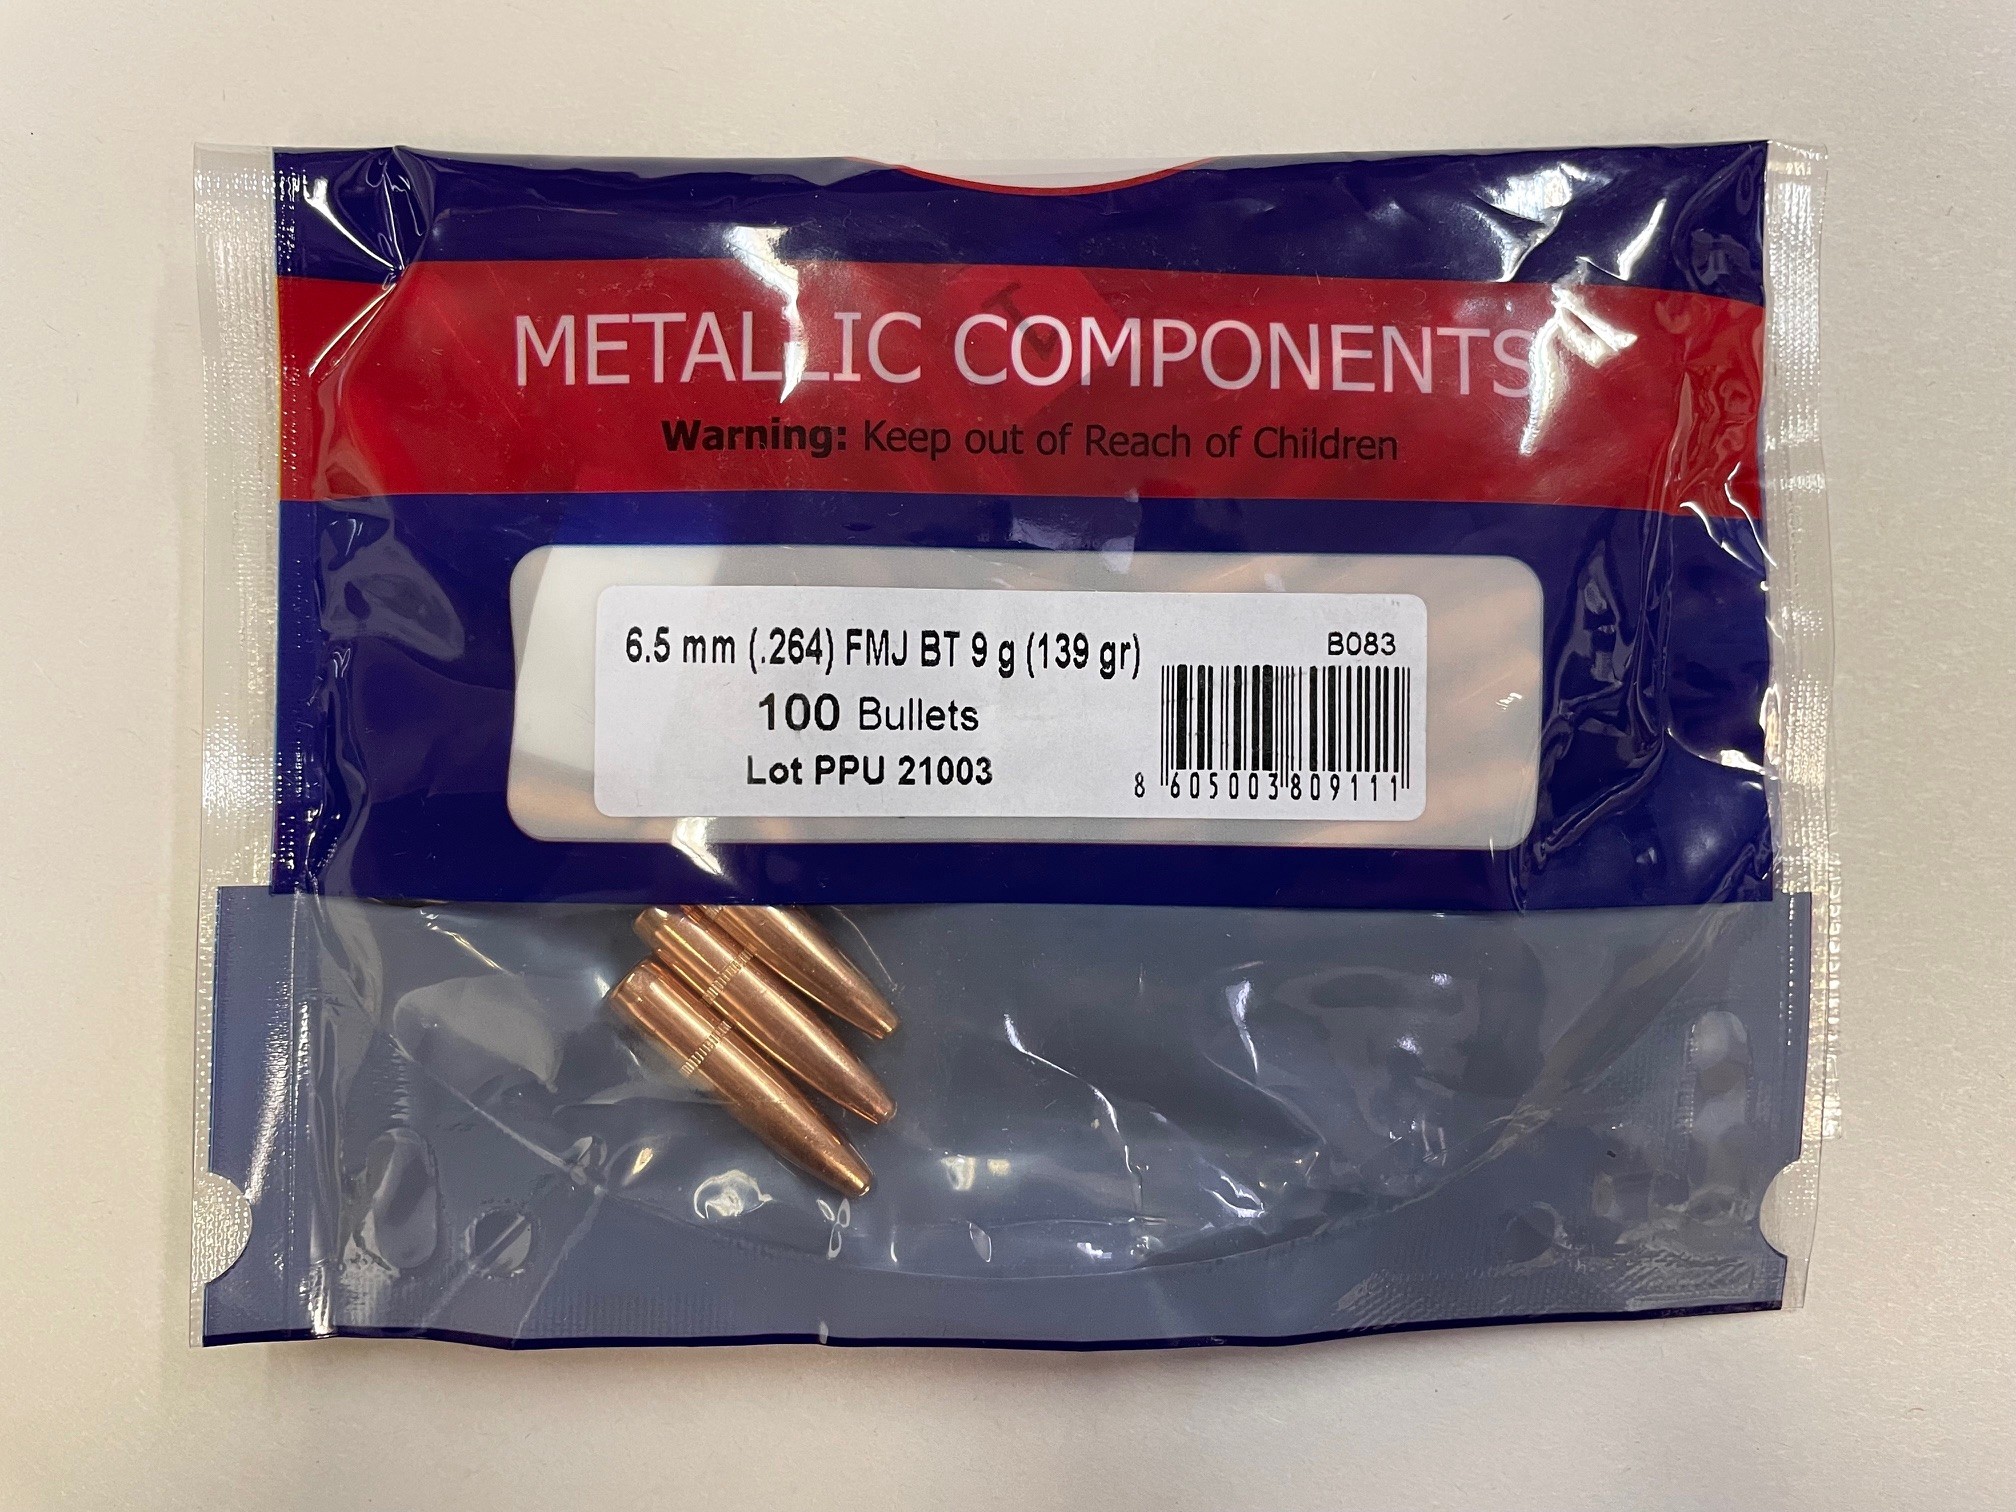 METALLIC COMPONENTS
Warning: Keep out of Reach of Children
6.5 mm (.264) FMJ BT 9 g (139 gr)
B083
100 Bullets
Lot PPU 21003
8 605003 809111